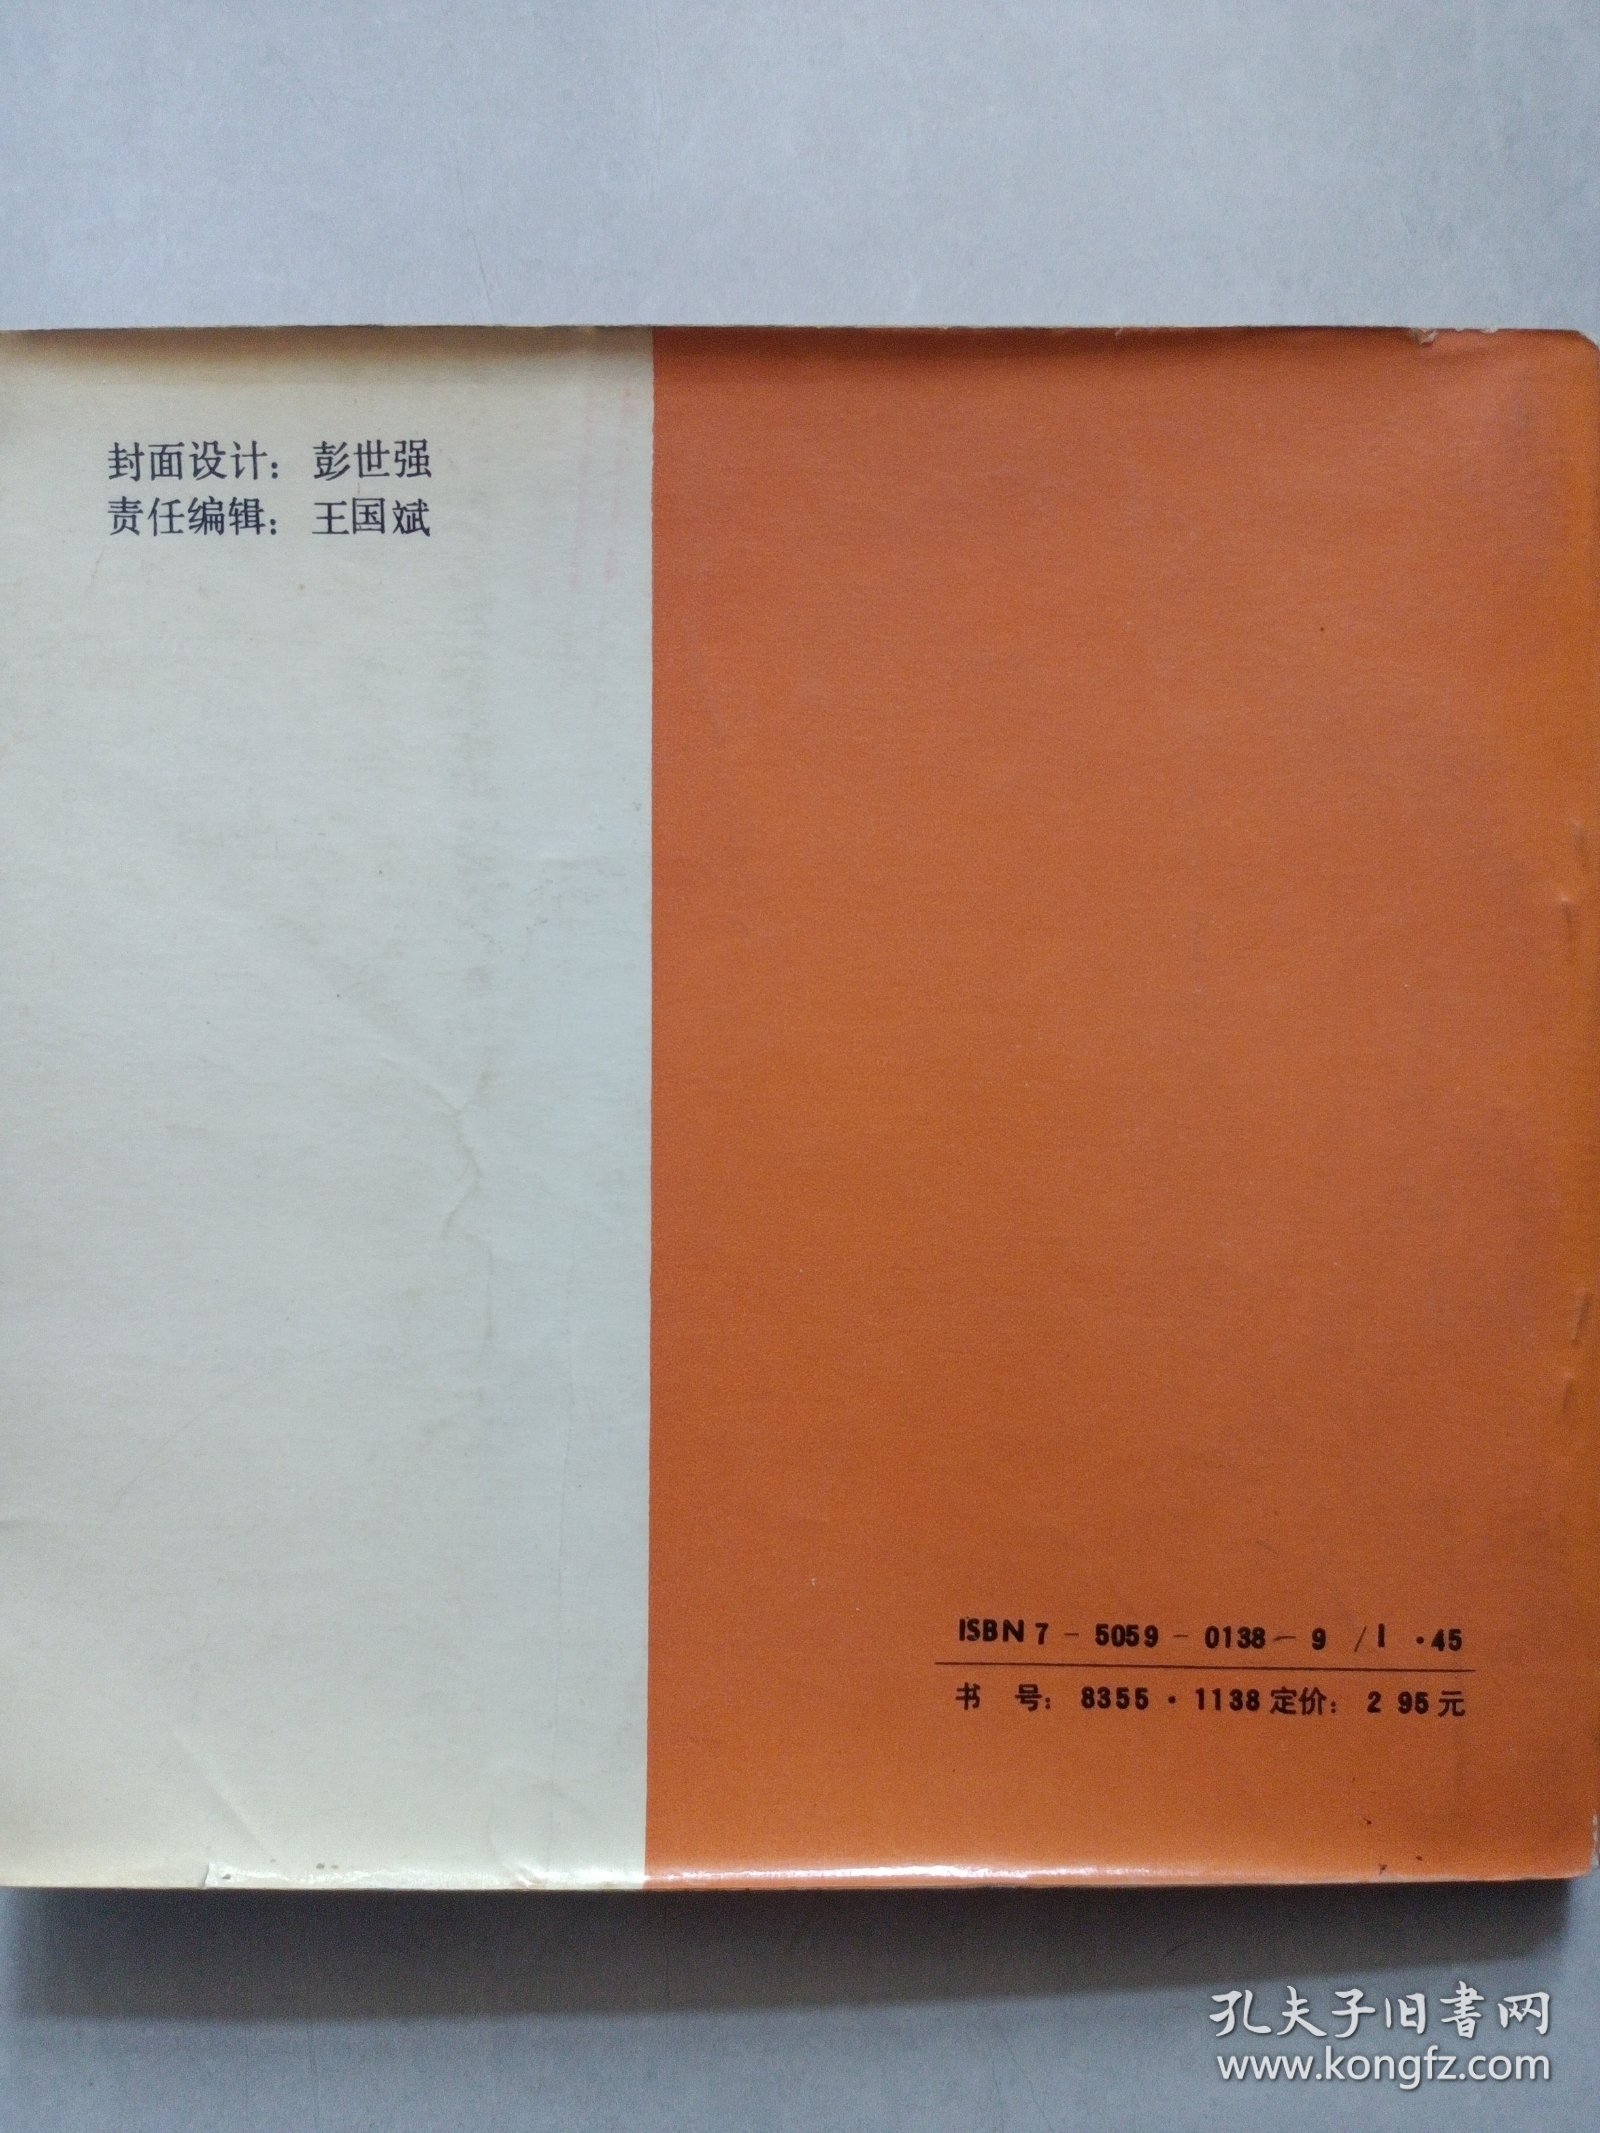 封面设计：彭世强
责任编辑：王国斌
ISBN 7-5059-0138-9/I·45
书 号：8355·1138 定价：2 95元
孔夫子旧书网
www.kongfz.com